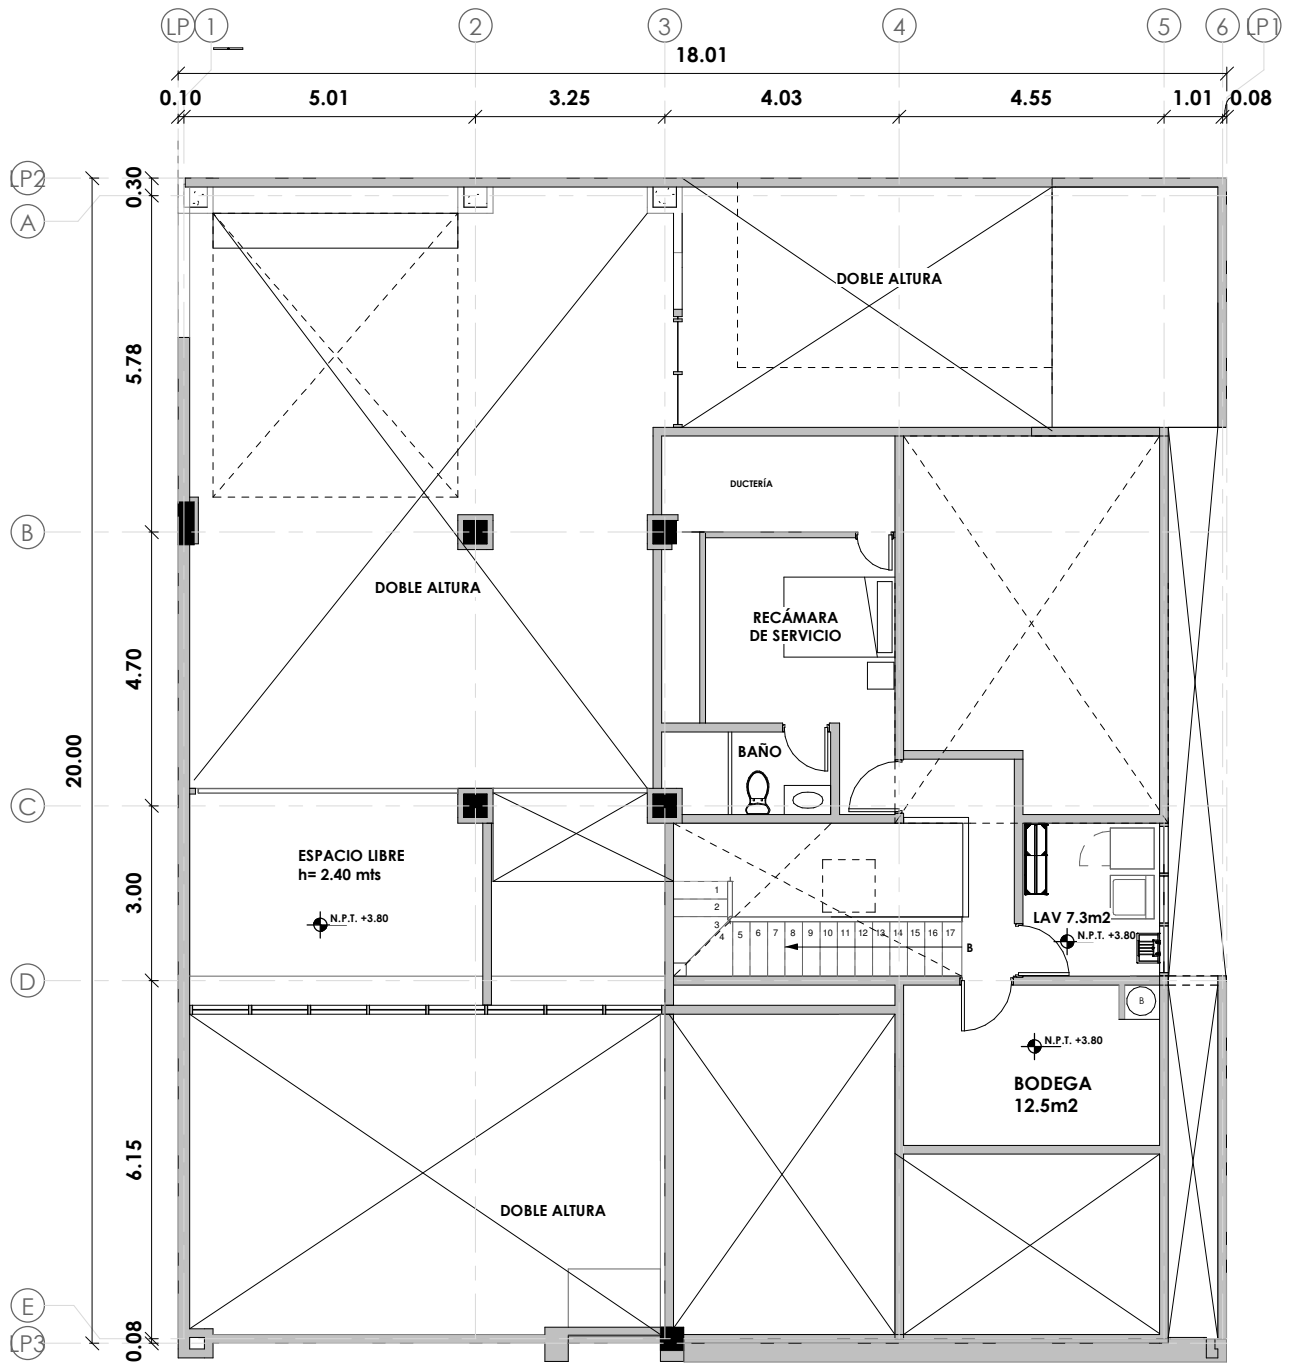 LP 1 2 3 4 5 6 LP1
18.01
0.10 5.01 3.25 4.03 4.55 1.01 0.08
LP2
0.30
A
DOBLE ALTURA
5.78
DUCTERÍA
B
DOBLE ALTURA
RECÁMARA
DE SERVICIO
4.70
20.00
BAÑO
C
ESPACIO LIBRE
h= 2.40 mts
3.00
N.P.T. +3.80
1
2
3
4 5 6 7 8 9 10 11 12 13 14 15 16 17
B
LAV 7.3m2
N.P.T. +3.80
D
B
N.P.T. +3.80
BODEGA
12.5m2
6.15
DOBLE ALTURA
E
LP3
0.08